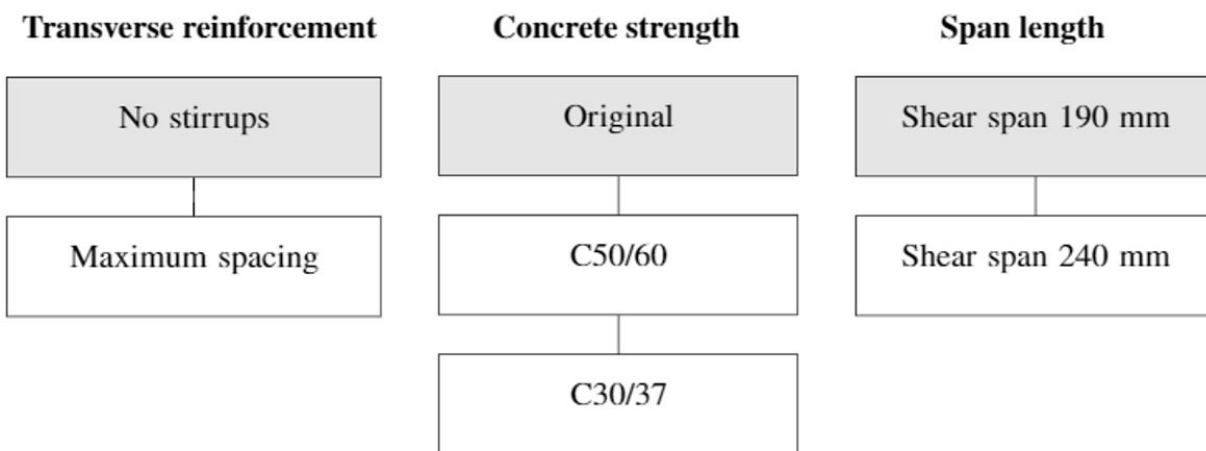 Transverse reinforcement
No stirrups
Maximum spacing
Concrete strength
Original
C50/60
C30/37
Span length
Shear span 190 mm
Shear span 240 mm